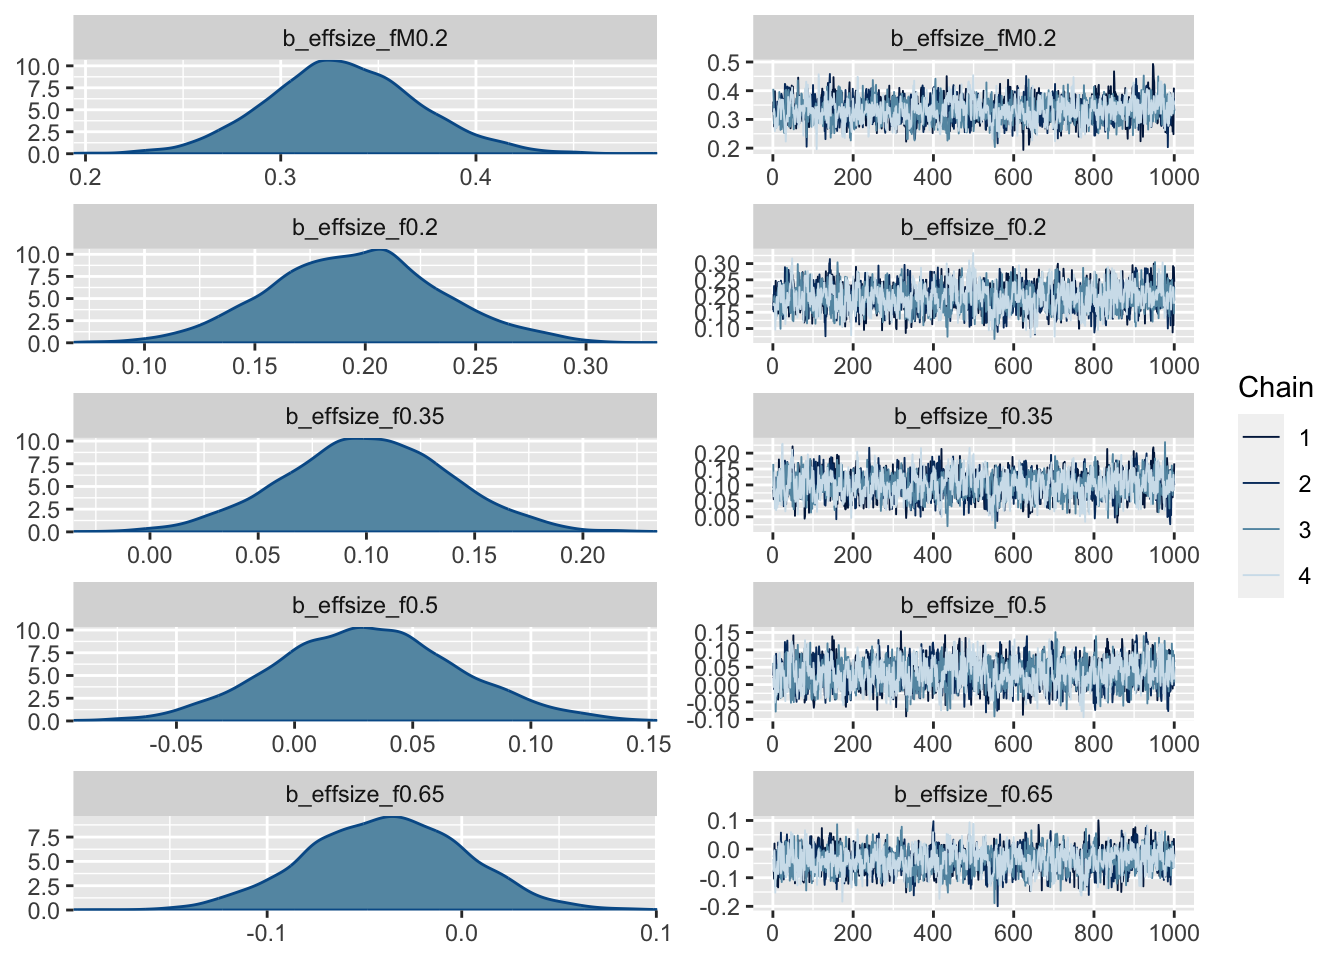 b_effsize_fM0.2
10.0
7.5
5.0
2.5
0.0
0.2 0.3 0.4
b_effsize_fM0.2
0.5
0.4
0.3
0.2
0 200 400 600 800 1000
b_effsize_f0.2
10.0
7.5
5.0
2.5
0.0
0.10 0.15 0.20 0.25 0.30
b_effsize_f0.2
0.30
0.25
0.20
0.15
0.10
0 200 400 600 800 1000
b_effsize_f0.35
10.0
7.5
5.0
2.5
0.0
0.00 0.05 0.10 0.15 0.20
b_effsize_f0.35
0.20
0.15
0.10
0.05
0.00
0 200 400 600 800 1000
b_effsize_f0.5
10.0
7.5
5.0
2.5
0.0
-0.05 0.00 0.05 0.10 0.15
b_effsize_f0.5
0.15
0.10
0.05
0.00
-0.05
-0.10
0 200 400 600 800 1000
b_effsize_f0.65
7.5
5.0
2.5
0.0
-0.1 0.0 0.1
b_effsize_f0.65
0.1
0.0
-0.1
-0.2
0 200 400 600 800 1000
Chain
1
2
3
4